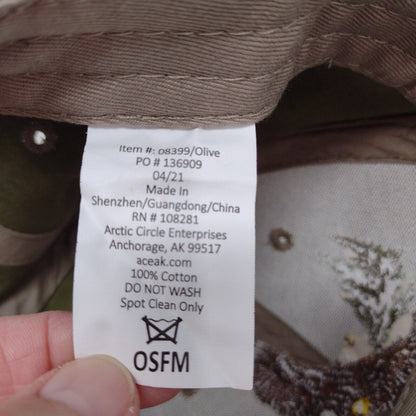 Item #: 08399/Olive
PO # 136909
04/21
Made In
Shenzhen/Guangdong/China
RN # 108281
Arctic Circle Enterprises
Anchorage, AK 99517
aceak.com
100% Cotton
DO NOT WASH
Spot Clean Only
OSFM